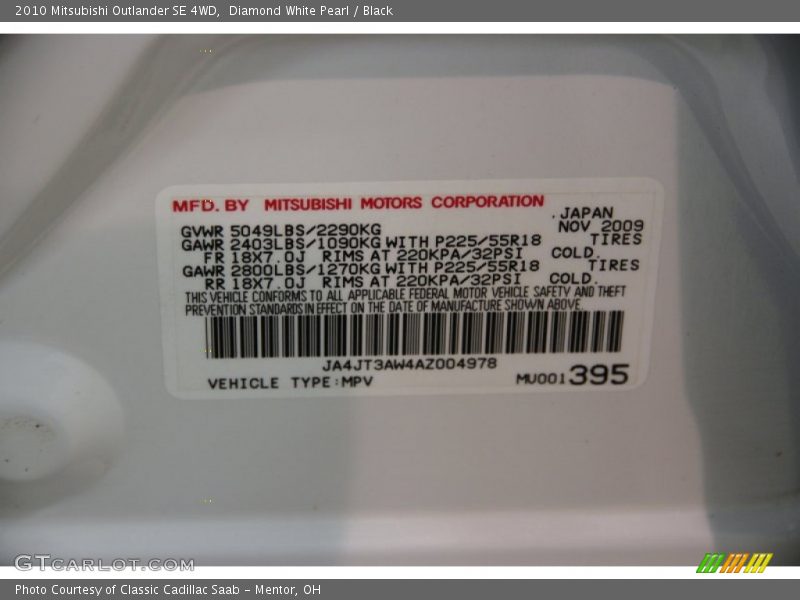 2010 Mitsubishi Outlander SE 4WD,  Diamond White Pearl / Black
MFD. BY  MITSUBISHI MOTORS CORPORATION
. JAPAN
GVWR 5049LBS/2290KG  NOV 2009
GAWR 2403LBS/1090KG WITH P225/55R18  TIRES
FR 18X7.0J  RIMS AT 220KPA/32PSI  COLD.
GAWR 2800LBS/1270KG WITH P225/55R18  TIRES
RR 18X7.0J  RIMS AT 220KPA/32PSI  COLD.
THIS VEHICLE CONFORMS TO ALL APPLICABLE FEDERAL MOTOR VEHICLE SAFETY AND THEFT
PREVENTION STANDARDS IN EFFECT ON THE DATE OF MANUFACTURE SHOWN ABOVE.
JA4JT3AW4AZ004978
VEHICLE TYPE:MPV  MU001395
GTCARLOT.COM
Photo Courtesy of Classic Cadillac Saab - Mentor, OH